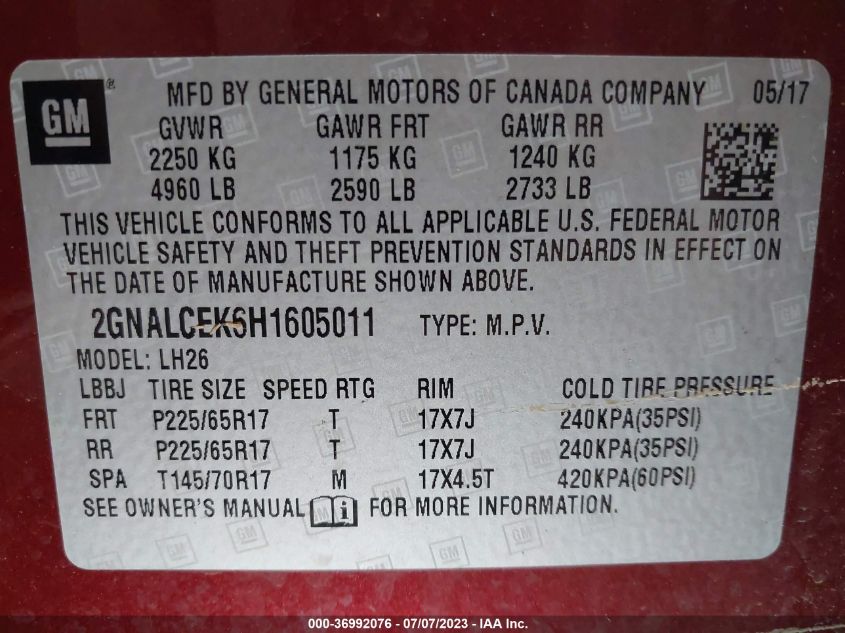 GM ® MFD BY GENERAL MOTORS OF CANADA COMPANY 05/17
GVWR GAWR FRT GAWR RR
2250 KG 1175 KG 1240 KG
4960 LB 2590 LB 2733 LB
THIS VEHICLE CONFORMS TO ALL APPLICABLE U.S. FEDERAL MOTOR
VEHICLE SAFETY AND THEFT PREVENTION STANDARDS IN EFFECT ON
THE DATE OF MANUFACTURE SHOWN ABOVE.
2GNALCEK6H1605011 TYPE: M.P.V.
MODEL: LH26
LBBJ TIRE SIZE SPEED RTG RIM COLD TIRE PRESSURE
FRT P225/65R17 T 17X7J 240KPA(35PSI)
RR P225/65R17 T 17X7J 240KPA(35PSI)
SPA T145/70R17 M 17X4.5T 420KPA(60PSI)
SEE OWNER'S MANUAL i FOR MORE INFORMATION.
000-36992076 - 07/07/2023 - IAA Inc.